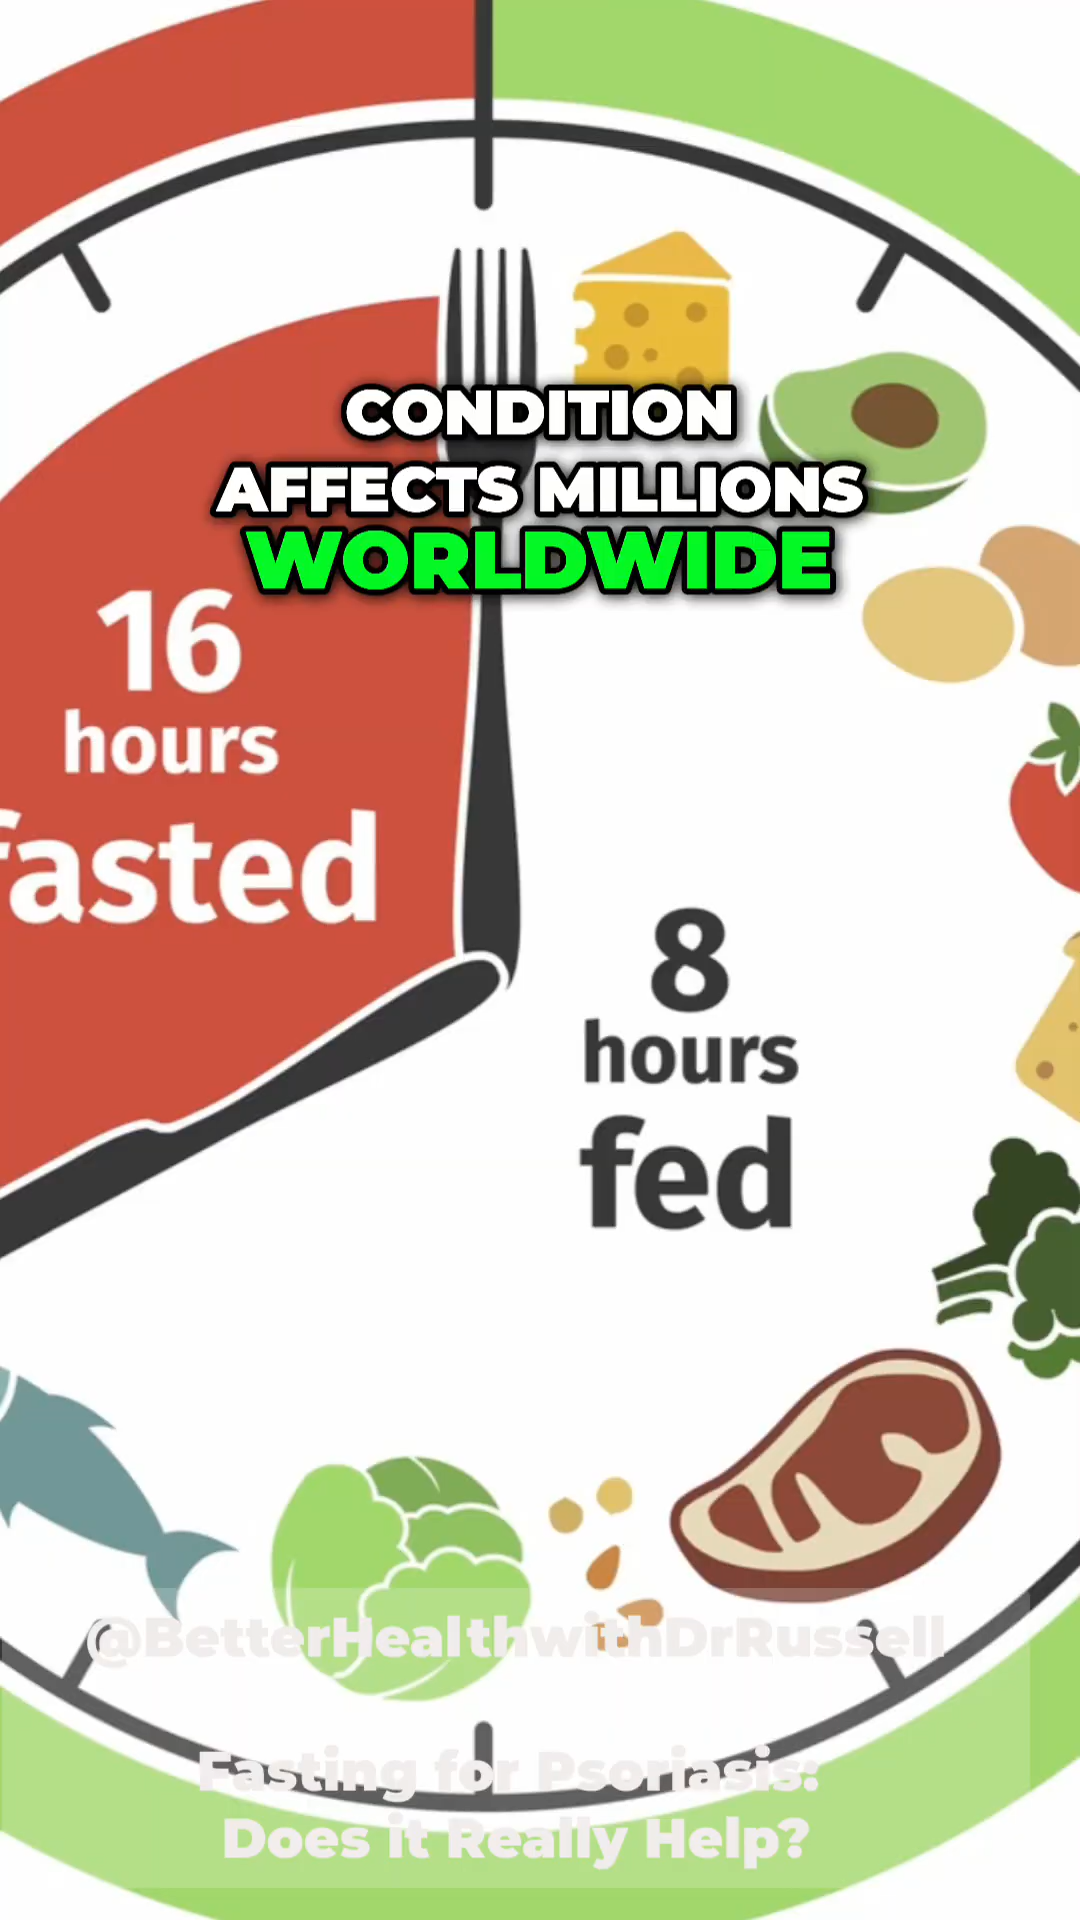 CONDITION
AFFECTS MILLIONS
WORLDWIDE
16
hours
fasted
8
hours
fed
@BetterHealthwithDrRussell
Fasting for Psoriasis:
Does it Really Help?